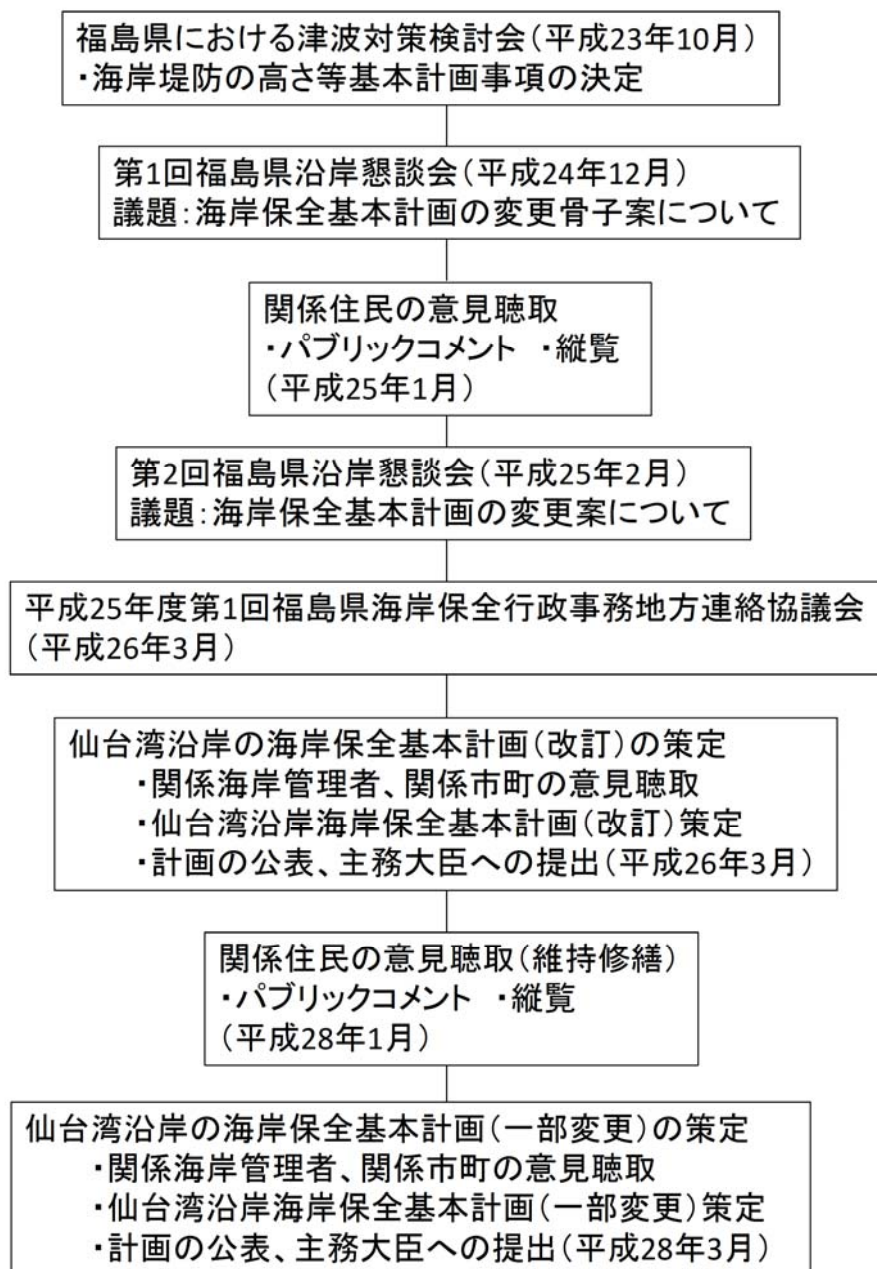 福島県における津波対策検討会(平成23年10月)
・海岸堤防の高さ等基本計画事項の決定
第1回福島県沿岸懇談会(平成24年12月)
議題:海岸保全基本計画の変更骨子案について
関係住民の意見聴取
・パブリックコメント ・縦覧
(平成25年1月)
第2回福島県沿岸懇談会(平成25年2月)
議題:海岸保全基本計画の変更案について
平成25年度第1回福島県海岸保全行政事務地方連絡協議会
(平成26年3月)
仙台湾沿岸の海岸保全基本計画(改訂)の策定
・関係海岸管理者、関係市町の意見聴取
・仙台湾沿岸海岸保全基本計画(改訂)策定
・計画の公表、主務大臣への提出(平成26年3月)
関係住民の意見聴取(維持修繕)
・パブリックコメント ・縦覧
(平成28年1月)
仙台湾沿岸の海岸保全基本計画(一部変更)の策定
・関係海岸管理者、関係市町の意見聴取
・仙台湾沿岸海岸保全基本計画(一部変更)策定
・計画の公表、主務大臣への提出(平成28年3月)